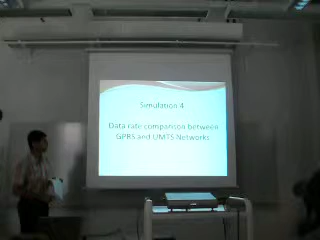 Simulation 4
Data rate comparison between
GPRS and UMTS Networks